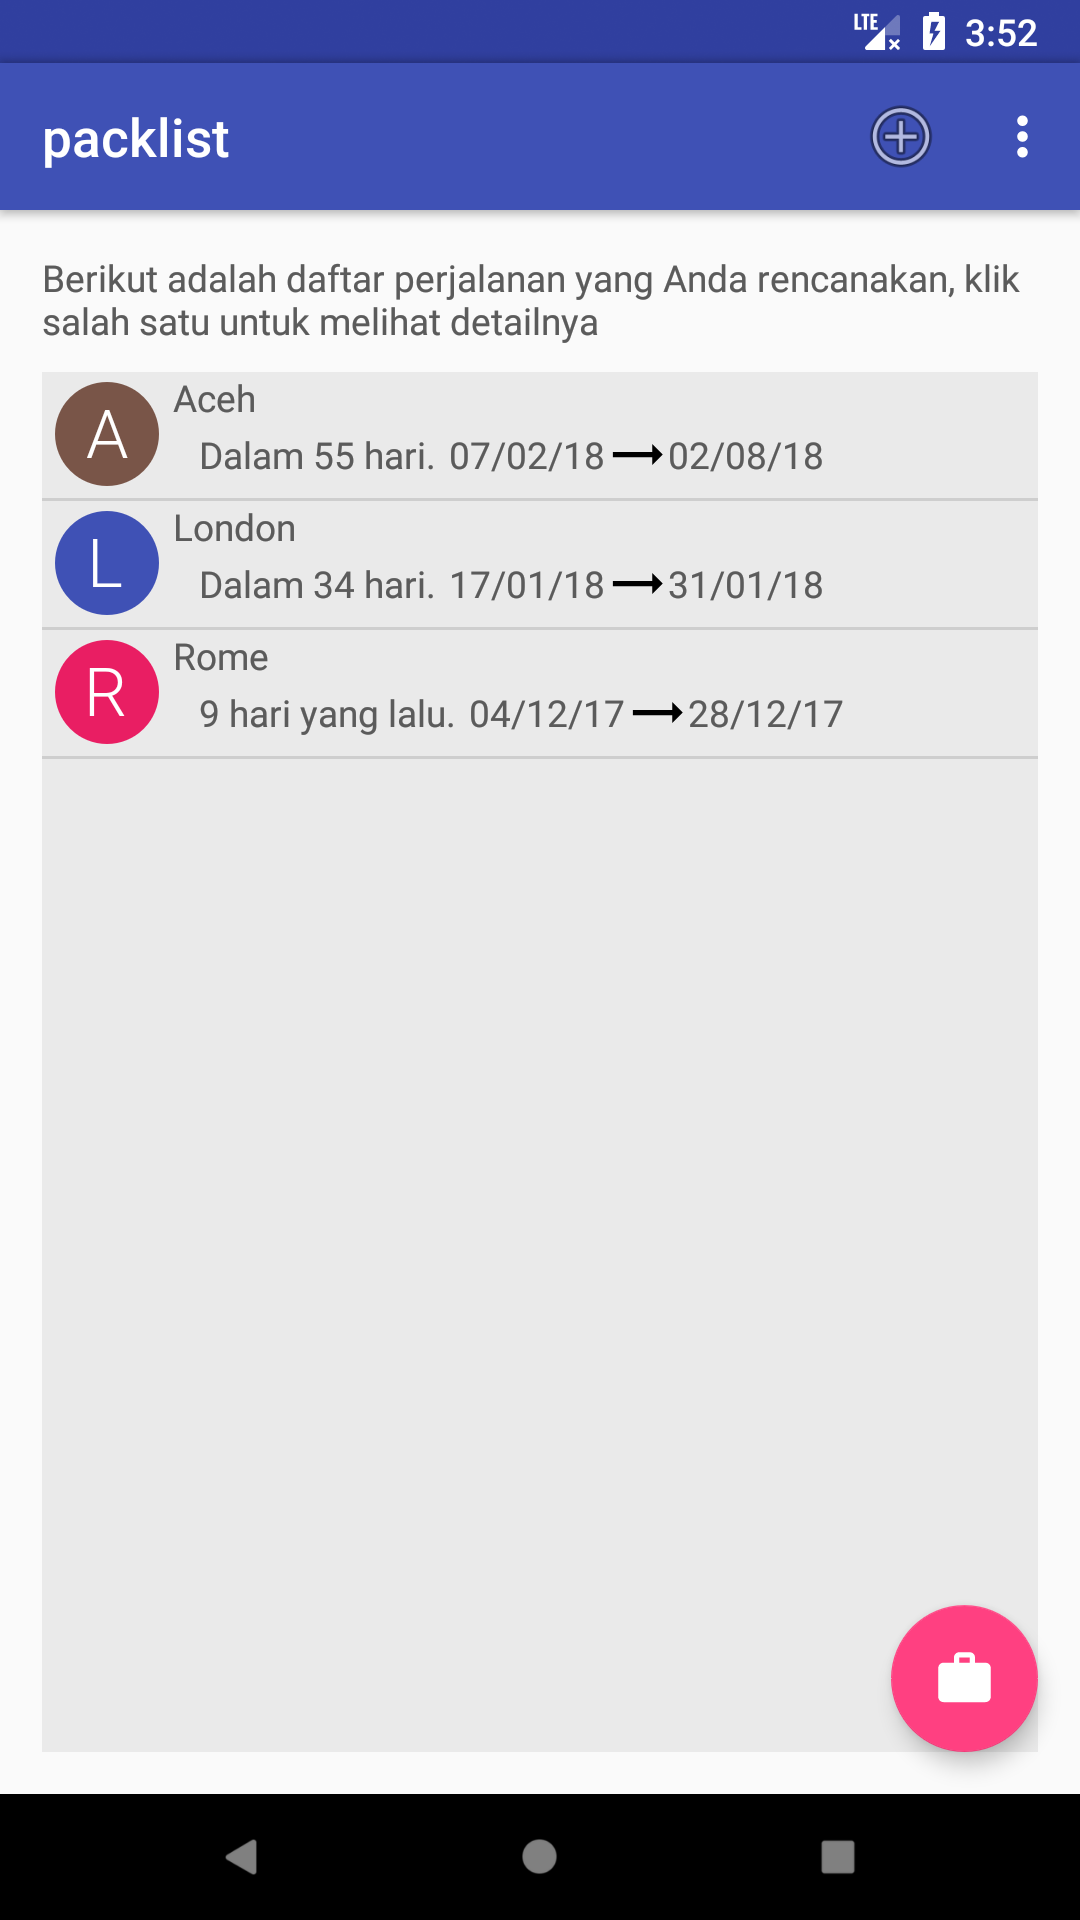 LTE 3:52
packlist
Berikut adalah daftar perjalanan yang Anda rencanakan, klik
salah satu untuk melihat detailnya
A Aceh
Dalam 55 hari. 07/02/18 02/08/18
L London
Dalam 34 hari. 17/01/18 31/01/18
R Rome
9 hari yang lalu. 04/12/17 28/12/17